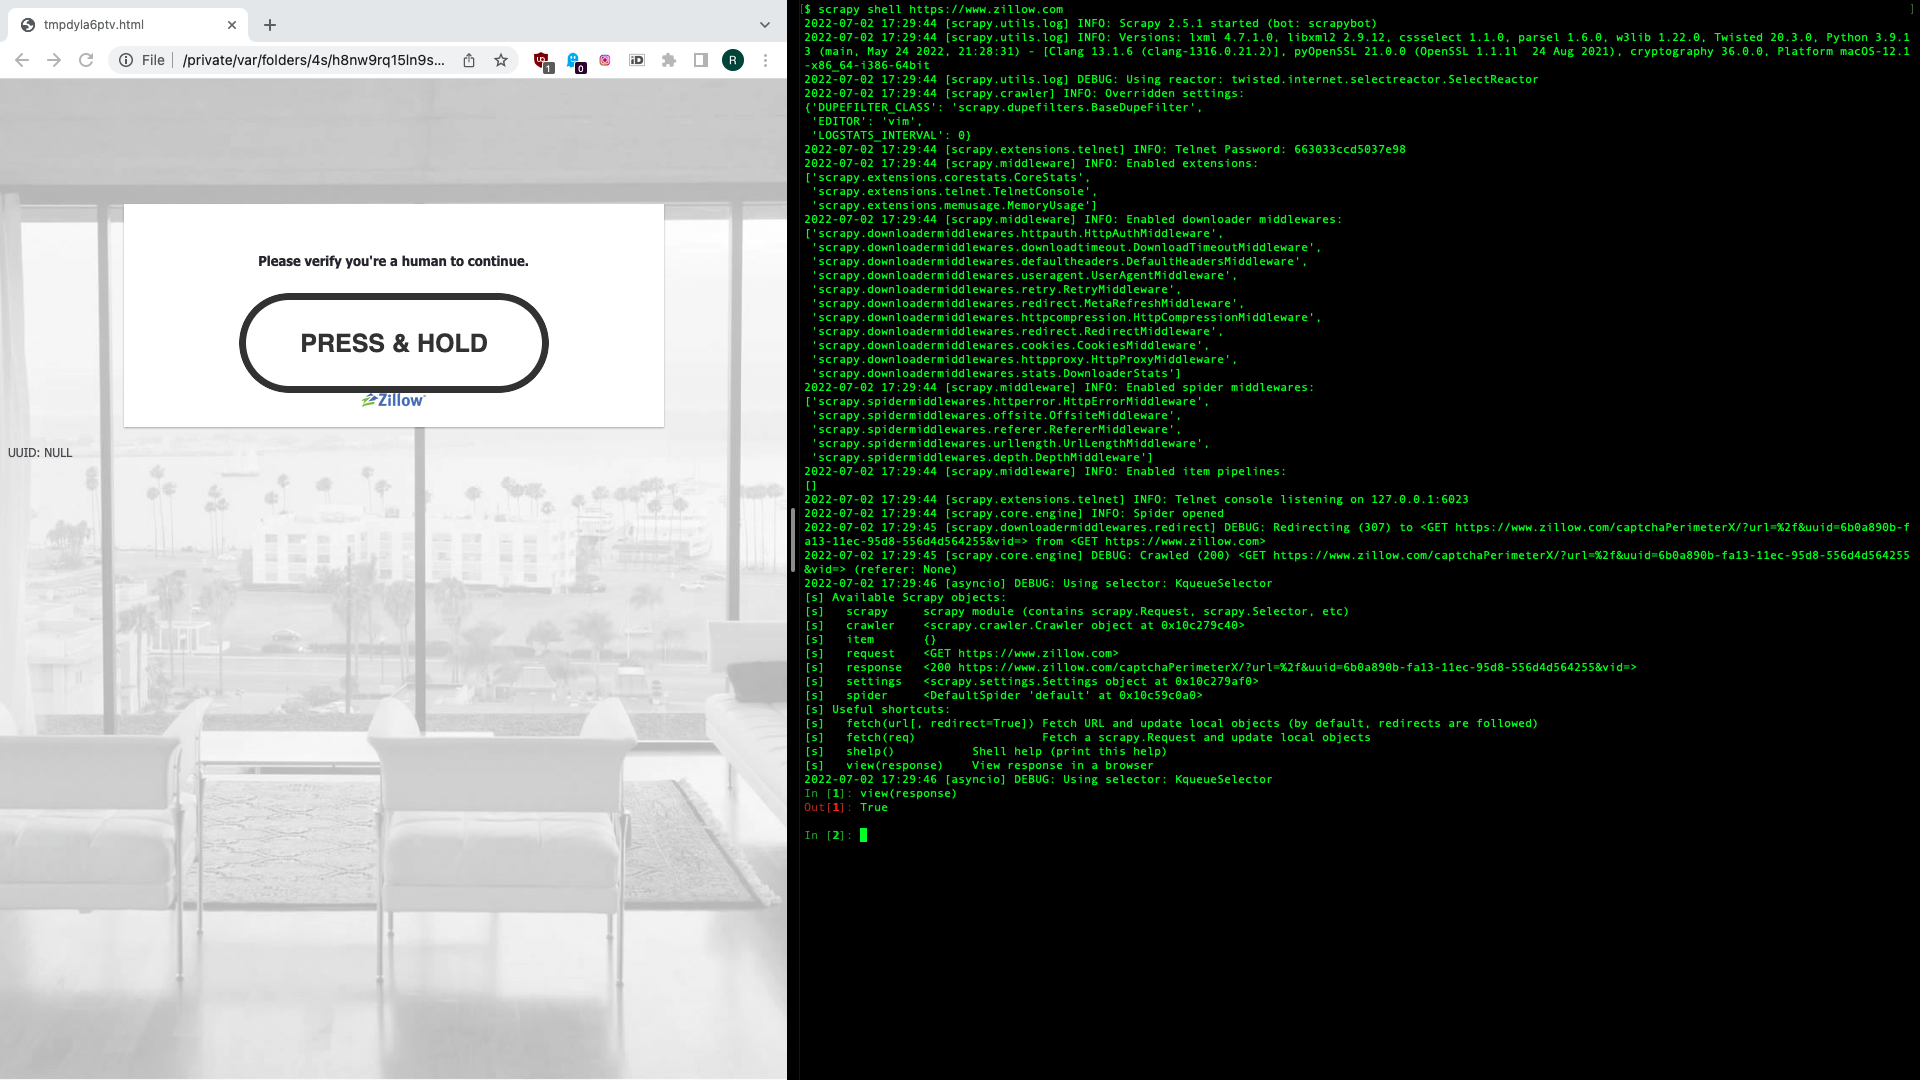 tmpdyla6ptv.html
File
/private/var/folders/4s/h8nw9rq15ln9s...
1
0
iD
R
Please verify you're a human to continue.
PRESS & HOLD
Zillow
UUID: NULL
[$ scrapy shell https://www.zillow.com ]
2022-07-02 17:29:44 [scrapy.utils.log] INFO: Scrapy 2.5.1 started (bot: scrapybot)
2022-07-02 17:29:44 [scrapy.utils.log] INFO: Versions: lxml 4.7.1.0, libxml2 2.9.12, cssselect 1.1.0, parsel 1.6.0, w3lib 1.22.0, Twisted 20.3.0, Python 3.9.1
3 (main, May 24 2022, 21:28:31) - [Clang 13.1.6 (clang-1316.0.21.2)], pyOpenSSL 21.0.0 (OpenSSL 1.1.1l  24 Aug 2021), cryptography 36.0.0, Platform macOS-12.1
-x86_64-i386-64bit
2022-07-02 17:29:44 [scrapy.utils.log] DEBUG: Using reactor: twisted.internet.selectreactor.SelectReactor
2022-07-02 17:29:44 [scrapy.crawler] INFO: Overridden settings:
{'DUPEFILTER_CLASS': 'scrapy.dupefilters.BaseDupeFilter',
 'EDITOR': 'vim',
 'LOGSTATS_INTERVAL': 0}
2022-07-02 17:29:44 [scrapy.extensions.telnet] INFO: Telnet Password: 663033ccd5037e98
2022-07-02 17:29:44 [scrapy.middleware] INFO: Enabled extensions:
['scrapy.extensions.corestats.CoreStats',
 'scrapy.extensions.telnet.TelnetConsole',
 'scrapy.extensions.memusage.MemoryUsage']
2022-07-02 17:29:44 [scrapy.middleware] INFO: Enabled downloader middlewares:
['scrapy.downloadermiddlewares.httpauth.HttpAuthMiddleware',
 'scrapy.downloadermiddlewares.downloadtimeout.DownloadTimeoutMiddleware',
 'scrapy.downloadermiddlewares.defaultheaders.DefaultHeadersMiddleware',
 'scrapy.downloadermiddlewares.useragent.UserAgentMiddleware',
 'scrapy.downloadermiddlewares.retry.RetryMiddleware',
 'scrapy.downloadermiddlewares.redirect.MetaRefreshMiddleware',
 'scrapy.downloadermiddlewares.httpcompression.HttpCompressionMiddleware',
 'scrapy.downloadermiddlewares.redirect.RedirectMiddleware',
 'scrapy.downloadermiddlewares.cookies.CookiesMiddleware',
 'scrapy.downloadermiddlewares.httpproxy.HttpProxyMiddleware',
 'scrapy.downloadermiddlewares.stats.DownloaderStats']
2022-07-02 17:29:44 [scrapy.middleware] INFO: Enabled spider middlewares:
['scrapy.spidermiddlewares.httperror.HttpErrorMiddleware',
 'scrapy.spidermiddlewares.offsite.OffsiteMiddleware',
 'scrapy.spidermiddlewares.referer.RefererMiddleware',
 'scrapy.spidermiddlewares.urllength.UrlLengthMiddleware',
 'scrapy.spidermiddlewares.depth.DepthMiddleware']
2022-07-02 17:29:44 [scrapy.middleware] INFO: Enabled item pipelines:
[]
2022-07-02 17:29:44 [scrapy.extensions.telnet] INFO: Telnet console listening on 127.0.0.1:6023
2022-07-02 17:29:44 [scrapy.core.engine] INFO: Spider opened
2022-07-02 17:29:45 [scrapy.downloadermiddlewares.redirect] DEBUG: Redirecting (307) to <GET https://www.zillow.com/captchaPerimeterX/?url=%2f&uuid=6b0a890b-f
a13-11ec-95d8-556d4d564255&vid=> from <GET https://www.zillow.com>
2022-07-02 17:29:45 [scrapy.core.engine] DEBUG: Crawled (200) <GET https://www.zillow.com/captchaPerimeterX/?url=%2f&uuid=6b0a890b-fa13-11ec-95d8-556d4d564255
&vid=> (referer: None)
2022-07-02 17:29:46 [asyncio] DEBUG: Using selector: KqueueSelector
[s] Available Scrapy objects:
[s]   scrapy     scrapy module (contains scrapy.Request, scrapy.Selector, etc)
[s]   crawler    <scrapy.crawler.Crawler object at 0x10c279c40>
[s]   item       {}
[s]   request    <GET https://www.zillow.com>
[s]   response   <200 https://www.zillow.com/captchaPerimeterX/?url=%2f&uuid=6b0a890b-fa13-11ec-95d8-556d4d564255&vid=>
[s]   settings   <scrapy.settings.Settings object at 0x10c279af0>
[s]   spider     <DefaultSpider 'default' at 0x10c59c0a0>
[s] Useful shortcuts:
[s]   fetch(url[, redirect=True]) Fetch URL and update local objects (by default, redirects are followed)
[s]   fetch(req)                  Fetch a scrapy.Request and update local objects
[s]   shelp()           Shell help (print this help)
[s]   view(response)    View response in a browser
2022-07-02 17:29:46 [asyncio] DEBUG: Using selector: KqueueSelector
In [1]: view(response)
Out[1]: True
In [2]: